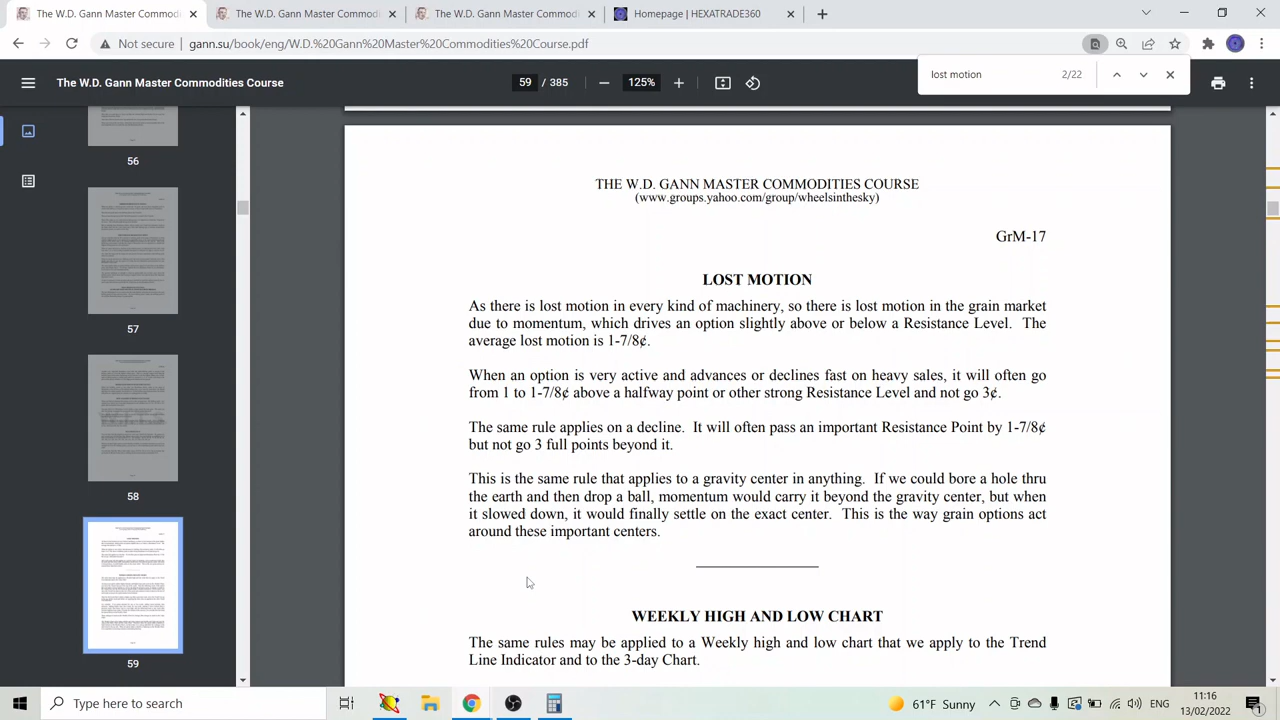 The W.D. Gann Master Commod
The W.D. Gann Master Commod
The W.D. Gann Master Commod
Homepage | HEXATRADE360
Not secure | gann.su/book/eng/W.D.%20Gann%20Master%20Commodities%20Course.pdf
lost motion 2/22
The W.D. Gann Master Commodities Course
59 / 385
125%
56
57
58
59
THE W.D. GANN MASTER COMMODITIES COURSE
(www.groups.yahoo.com/group/wheelsinthesky)
GrM-17
LOST MOTION
As there is lost motion in every kind of machinery, so there is lost motion in the grain market
due to momentum, which drives an option slightly above or below a Resistance Level. The
average lost motion is 1-7/8¢.
When an option is very active and advances or declines fast on heavy sales, it will often go
from 1 to 1-7/8¢ above a halfway point or other strong Resistance Level and not go 3¢.
The same rule applies on a decline. It will often pass an important Resistance Point by 1-7/8¢
but not go 3 full points beyond it.
This is the same rule that applies to a gravity center in anything. If we could bore a hole thru
the earth and then drop a ball, momentum would carry it beyond the gravity center, but when
it slowed down, it would finally settle on the exact center. This is the way grain options act
around these important centers.
WEEKLY HIGH AND LOW CHART
The same rules may be applied to a Weekly high and low chart that we apply to the Trend
Line Indicator and to the 3-day Chart.
Type here to search
61°F Sunny
ENG
11:16
13/02/2022
1